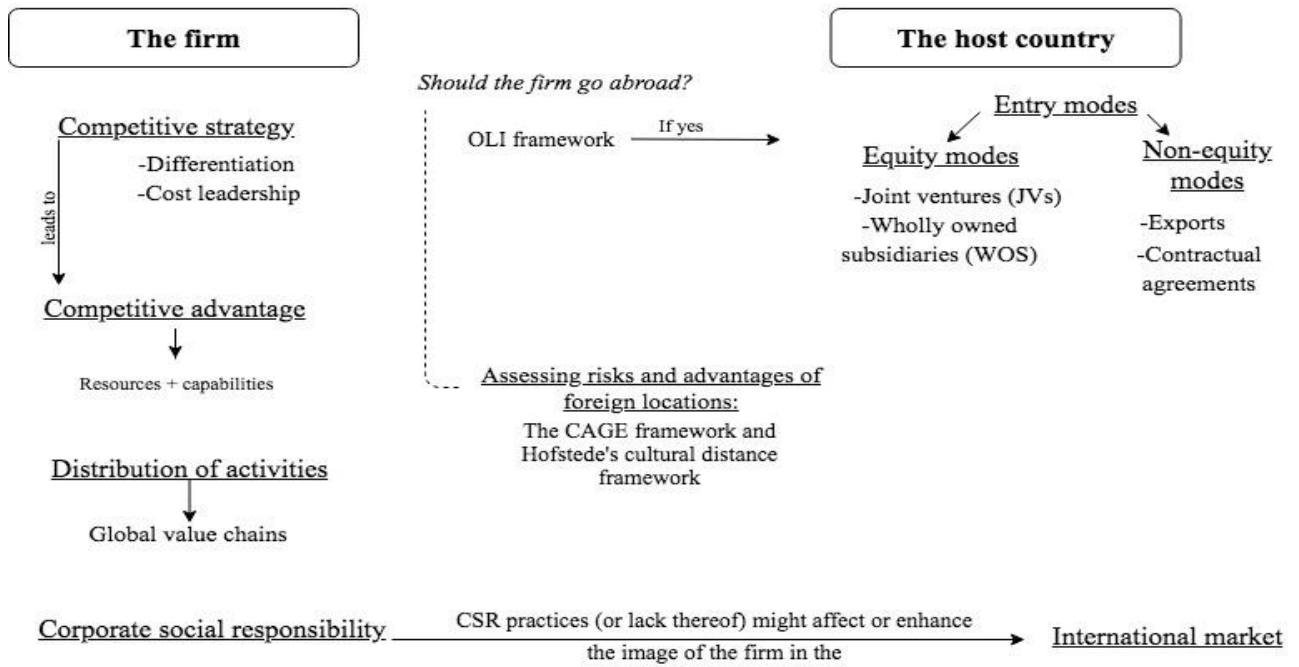 The firm
The host country
Should the firm go abroad?
Competitive strategy
-Differentiation
-Cost leadership
leads to
Competitive advantage
Resources + capabilities
Distribution of activities
Global value chains
OLI framework
If yes
Entry modes
Equity modes
-Joint ventures (JVs)
-Wholly owned
subsidiaries (WOS)
Non-equity
modes
-Exports
-Contractual
agreements
Assessing risks and advantages of
foreign locations:
The CAGE framework and
Hofstede's cultural distance
framework
Corporate social responsibility
CSR practices (or lack thereof) might affect or enhance
the image of the firm in the
International market